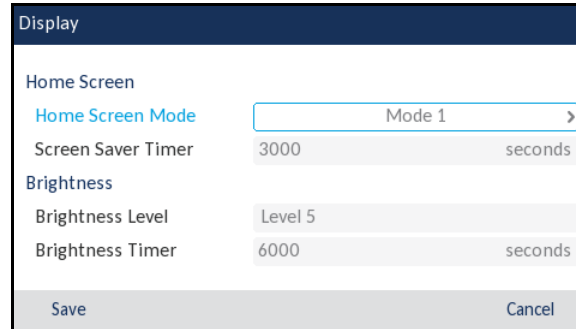 Display
Home Screen
Home Screen Mode Mode 1 >
Screen Saver Timer 3000 seconds
Brightness
Brightness Level Level 5
Brightness Timer 6000 seconds
Save Cancel